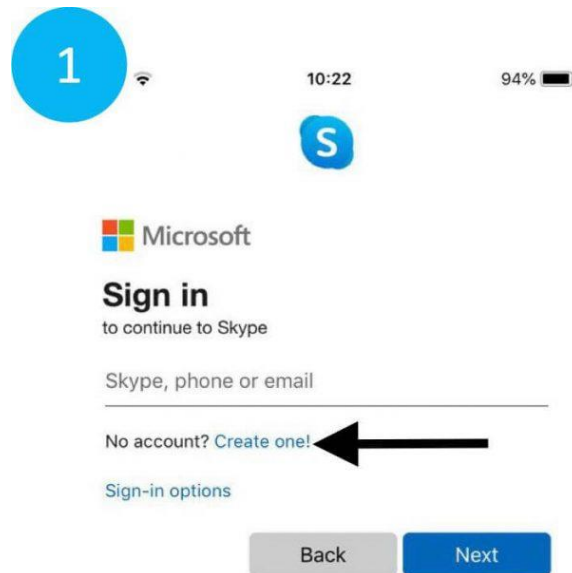 1
10:22
94%
S
Microsoft
Sign in
to continue to Skype
Skype, phone or email
No account? Create one!
Sign-in options
Back
Next